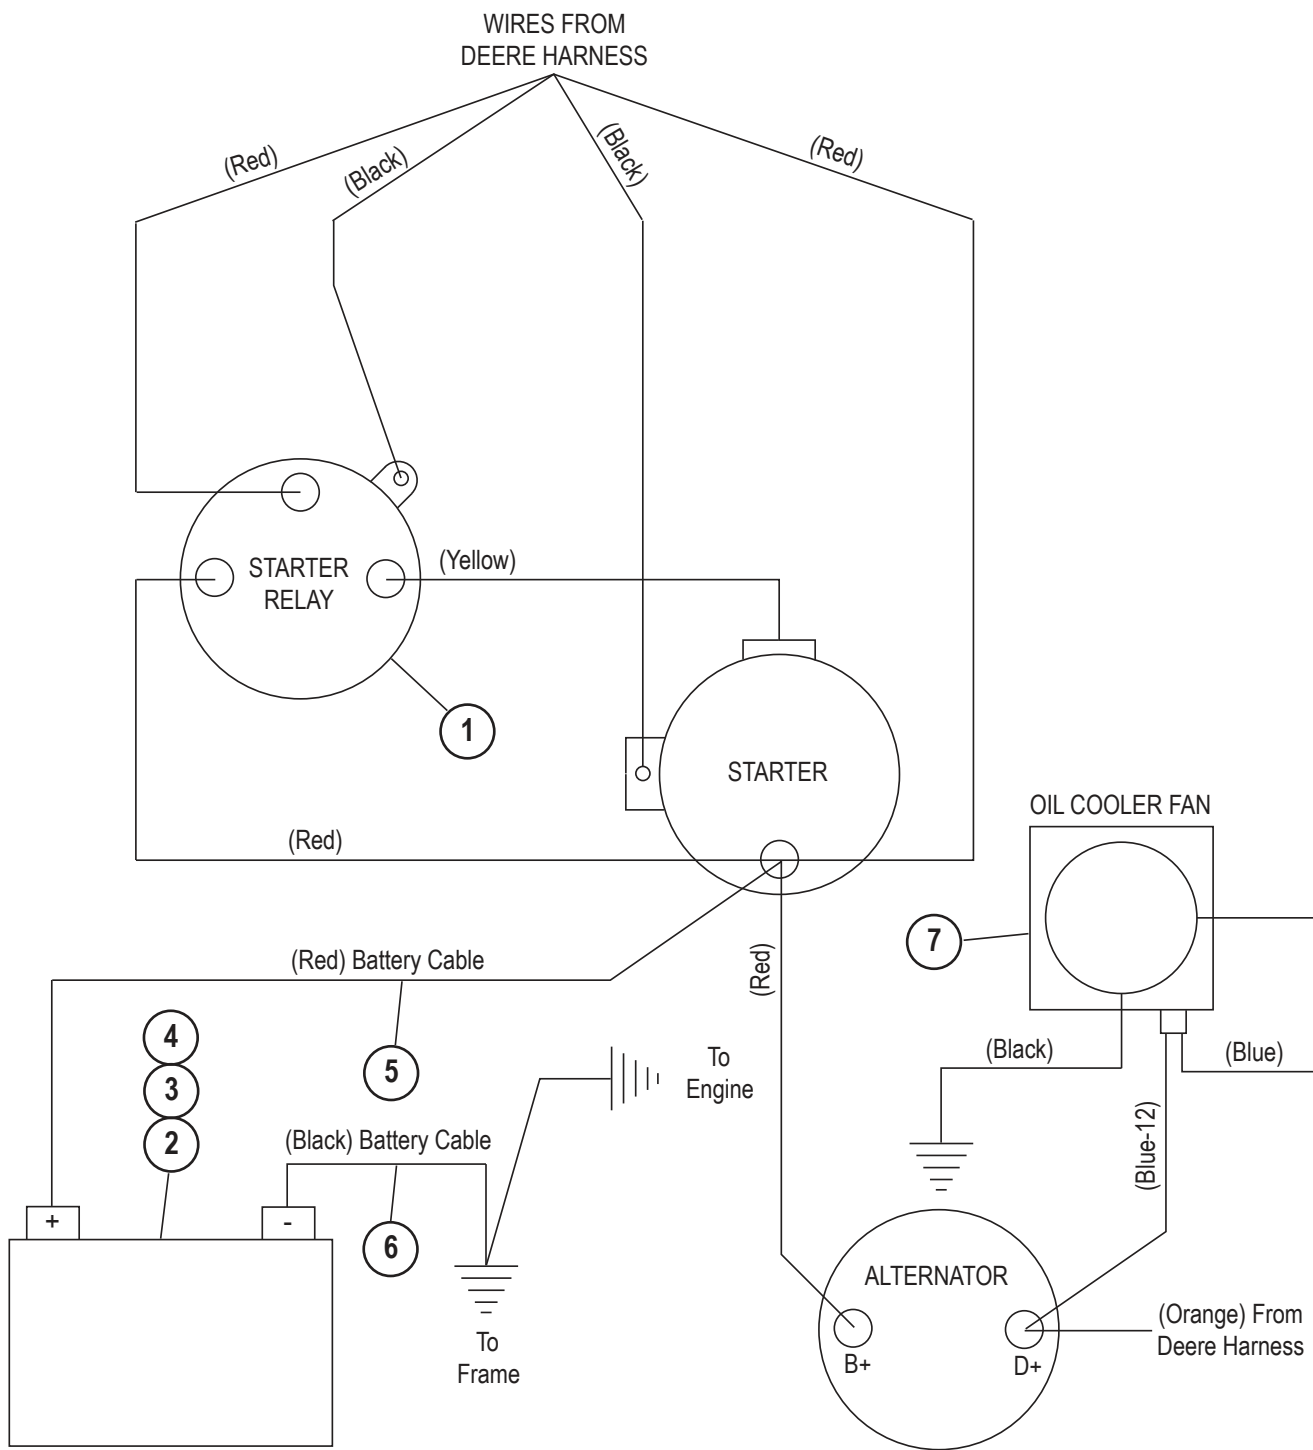 WIRES FROM
DEERE HARNESS
(Red)
(Black)
(Black)
(Red)
STARTER
RELAY
(Yellow)
1
STARTER
(Red)
OIL COOLER FAN
7
(Red) Battery Cable
(Red)
4
3
2
5
To
Engine
(Black)
(Blue)
(Black) Battery Cable
(Blue-12)
6
+
-
To
Frame
ALTERNATOR
B+
D+
(Orange) From
Deere Harness